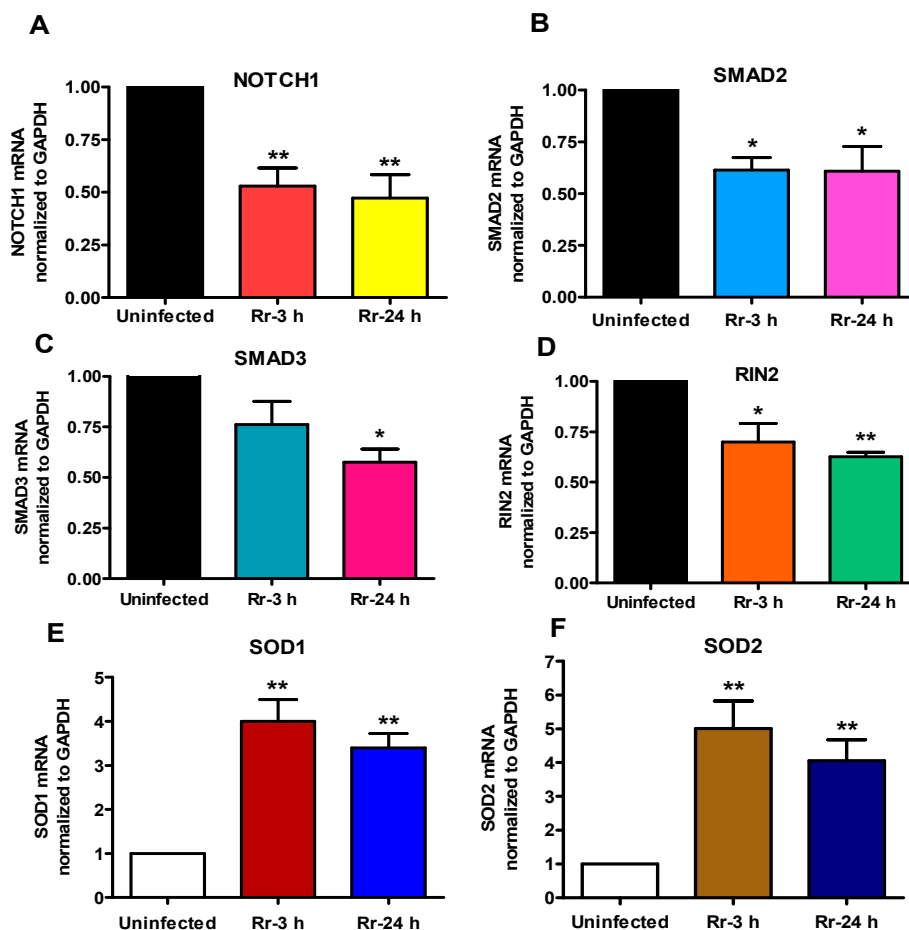 A
NOTCH1
NOTCH1 mRNA
normalized to GAPDH
1.00
0.75
0.50
0.25
0.00
**
**
Uninfected Rr-3 h Rr-24 h
B
SMAD2
SMAD2 mRNA
normalized to GAPDH
1.00
0.75
0.50
0.25
0.00
*
*
Uninfected Rr-3 h Rr-24 h
C
SMAD3
SMAD3 mRNA
normalized to GAPDH
1.00
0.75
0.50
0.25
0.00
*
Uninfected Rr-3 h Rr-24 h
D
RIN2
RIN2 mRNA
normalized to GAPDH
1.00
0.75
0.50
0.25
0.00
*
**
Uninfected Rr-3 h Rr-24 h
E
SOD1
SOD1 mRNA
normalized to GAPDH
5
4
3
2
1
0
**
**
Uninfected Rr-3 h Rr-24 h
F
SOD2
SOD2 mRNA
normalized to GAPDH
7
6
5
4
3
2
1
0
**
**
Uninfected Rr-3 h Rr-24 h